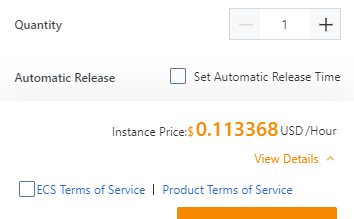 Quantity 1
Automatic Release Set Automatic Release Time
Instance Price:$ 0.113368 USD /Hour
View Details
ECS Terms of Service | Product Terms of Service